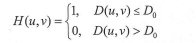 H(u,v) = {1, D(u,v) ≤ D₀
0, D(u,v) > D₀